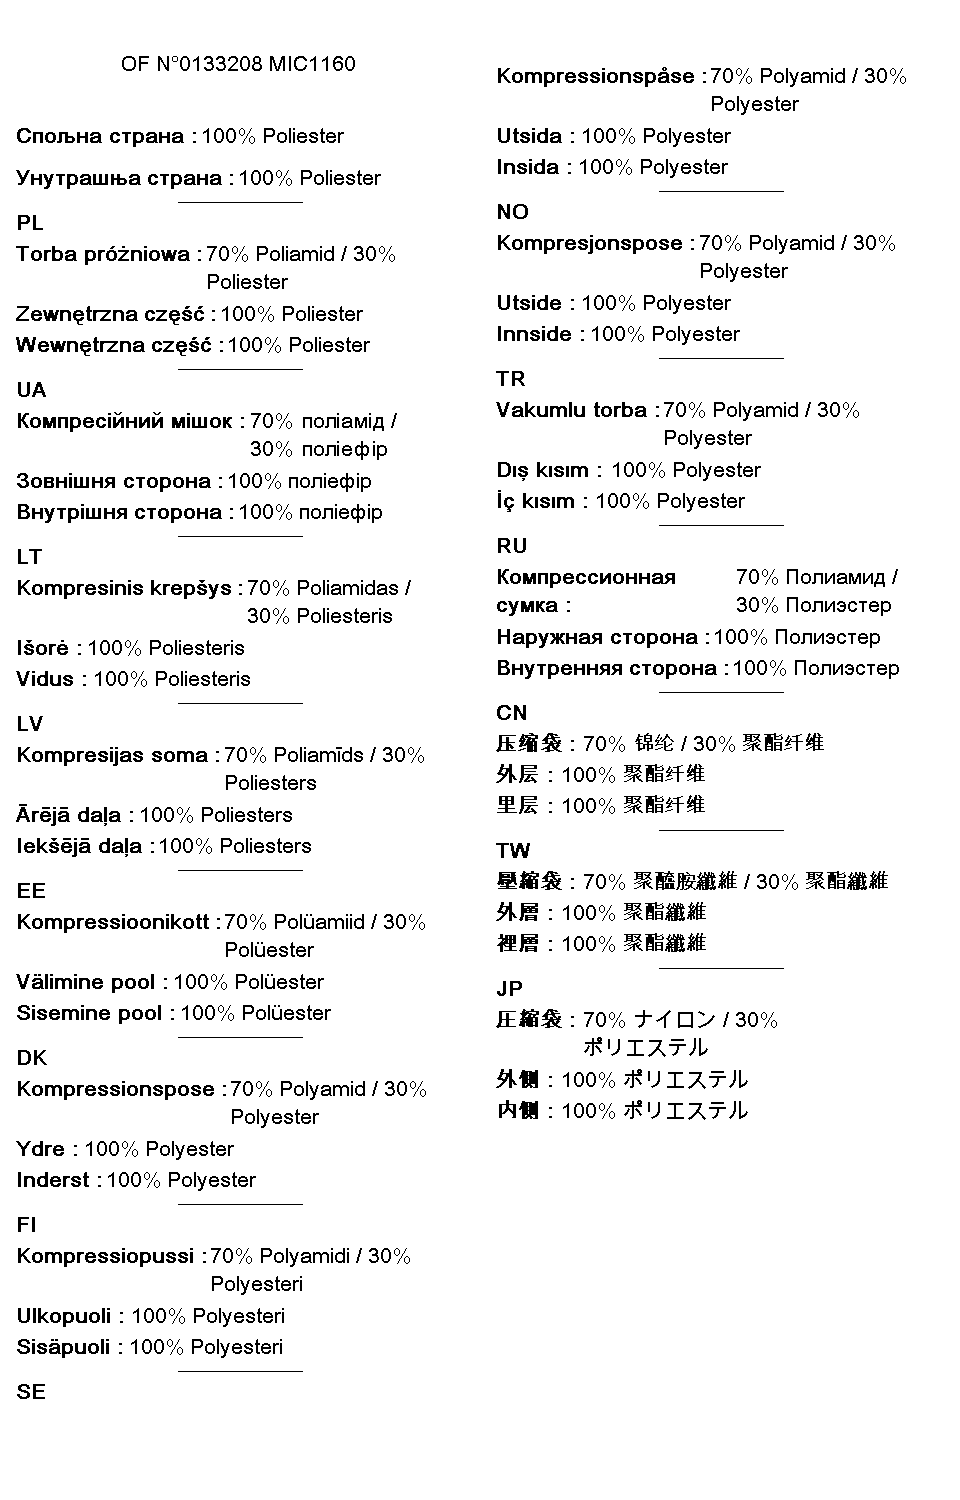 OF N°0133208 MIC1160
Спољна страна : 100% Poliester
Унутрашња страна : 100% Poliester
PL
Torba próżniowa : 70% Poliamid / 30%
Poliester
Zewnętrzna część : 100% Poliester
Wewnętrzna część : 100% Poliester
UA
Компресійний мішок : 70% поліамід /
30% поліефір
Зовнішня сторона : 100% поліефір
Внутрішня сторона : 100% поліефір
LT
Kompresinis krepšys : 70% Poliamidas /
30% Poliesteris
Išorė : 100% Poliesteris
Vidus : 100% Poliesteris
LV
Kompresijas soma : 70% Poliamīds / 30%
Poliesters
Ārējā daļa : 100% Poliesters
Iekšējā daļa : 100% Poliesters
EE
Kompressioonikott : 70% Polüamiid / 30%
Polüester
Välimine pool : 100% Polüester
Sisemine pool : 100% Polüester
DK
Kompressionspose : 70% Polyamid / 30%
Polyester
Ydre : 100% Polyester
Inderst : 100% Polyester
FI
Kompressiopussi : 70% Polyamidi / 30%
Polyesteri
Ulkopuoli : 100% Polyesteri
Sisäpuoli : 100% Polyesteri
SE
Kompressionspåse : 70% Polyamid / 30%
Polyester
Utsida : 100% Polyester
Insida : 100% Polyester
NO
Kompresjonspose : 70% Polyamid / 30%
Polyester
Utside : 100% Polyester
Innside : 100% Polyester
TR
Vakumlu torba : 70% Polyamid / 30%
Polyester
Dış kısım : 100% Polyester
İç kısım : 100% Polyester
RU
Компрессионная 70% Полиамид /
сумка : 30% Полиэстер
Наружная сторона : 100% Полиэстер
Внутренняя сторона : 100% Полиэстер
CN
压缩袋 : 70% 锦纶 / 30% 聚酯纤维
外层 : 100% 聚酯纤维
里层 : 100% 聚酯纤维
TW
壓縮袋 : 70% 聚醯胺纖維 / 30% 聚酯纖維
外層 : 100% 聚酯纖維
裡層 : 100% 聚酯纖維
JP
圧縮袋 : 70% ナイロン / 30%
ポリエステル
外側 : 100% ポリエステル
内側 : 100% ポリエステル